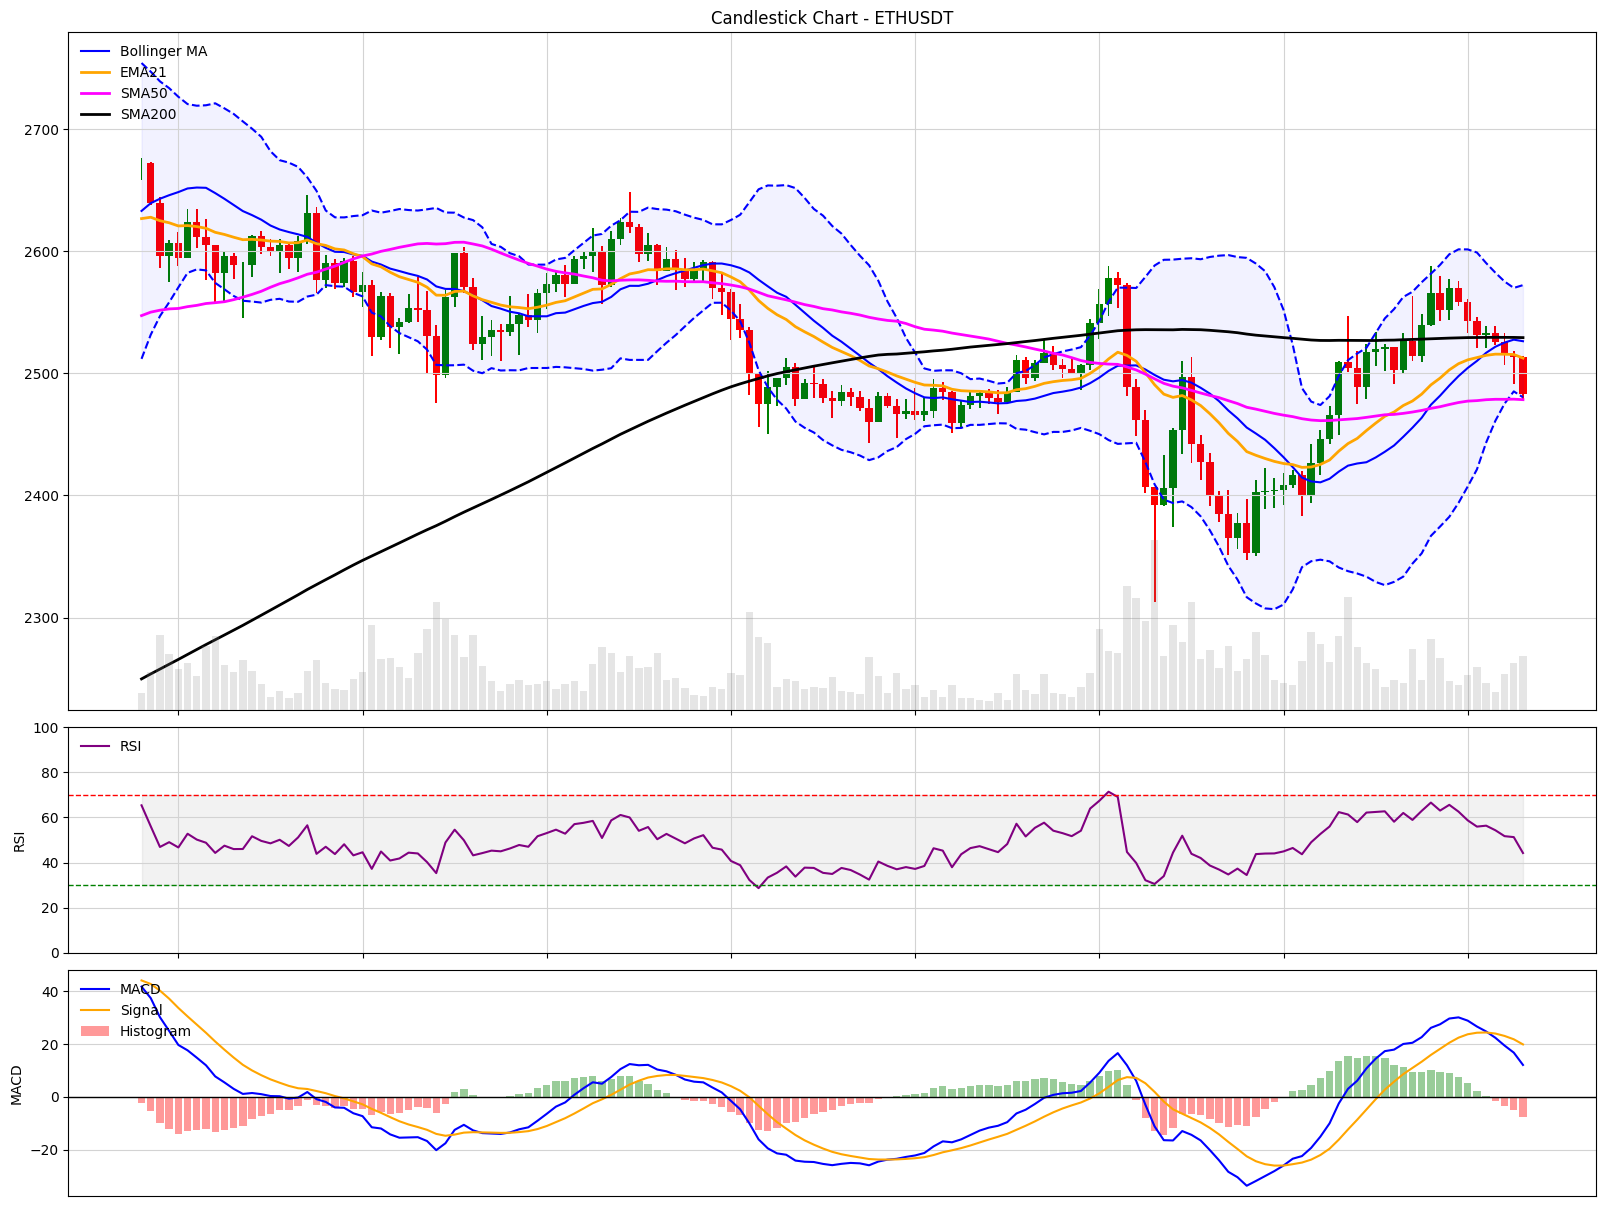 Candlestick Chart - ETHUSDT
Bollinger MA
EMA21
SMA50
SMA200
2700
2600
2500
2400
2300
RSI
100
80
60
40
20
0
RSI
MACD
Signal
Histogram
40
20
0
−20
MACD